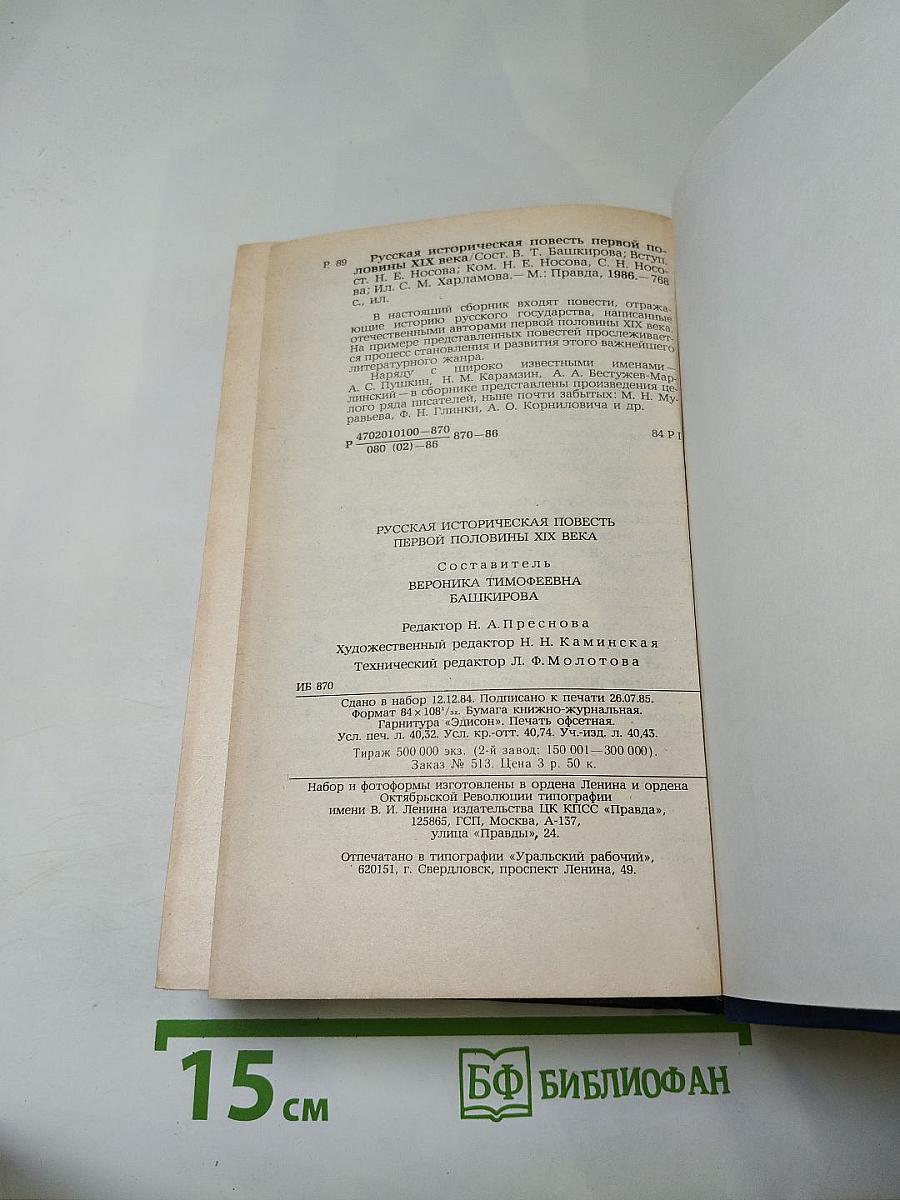 Р 89 Русская историческая повесть первой по-
ловины XIX века/Сост. В. Т. Башкирова; Вступ.
ст. Н. Е. Носова; Ком. Н. Е. Носова, С. Н. Носо-
ва; Ил. С. М. Харламова.— М.: Правда, 1986.— 768
с., ил.
В настоящий сборник входят повести, отража-
ющие историю русского государства, написанные
отечественными авторами первой половины XIX века.
На примере представленных повестей прослеживает-
ся процесс становления и развития этого важнейшего
литературного жанра.
Наряду с широко известными именами—
А. С. Пушкин, Н. М. Карамзин, А. А. Бестужев-Мар-
линский—в сборнике представлены произведения це-
лого ряда писателей, ныне почти забытых: М. Н. Му-
равьева, Ф. Н. Глинки, А. О. Корниловича и др.
Р 4702010100—870
080 (02)—86 870—86 84 Р
РУССКАЯ ИСТОРИЧЕСКАЯ ПОВЕСТЬ
ПЕРВОЙ ПОЛОВИНЫ XIX ВЕКА
Составитель
ВЕРОНИКА ТИМОФЕЕВНА
БАШКИРОВА
Редактор Н. А. Преснова
Художественный редактор Н. Н. Каминская
Технический редактор Л. Ф. Молотова
ИБ 870
Сдано в набор 12.12.84. Подписано к печати 26.07.85.
Формат 84×108¹/₃₂. Бумага книжно-журнальная.
Гарнитура «Эдисон». Печать офсетная.
Усл. печ. л. 40,32. Усл. кр.-отт. 40,74. Уч.-изд. л. 40,43.
Тираж 500 000 экз. (2-й завод: 150 001—300 000).
Заказ № 513. Цена 3 р. 50 к.
Набор и фотоформы изготовлены в ордена Ленина и ордена
Октябрьской Революции типографии
имени В. И. Ленина издательства ЦК КПСС «Правда»,
125865, ГСП, Москва, А-137,
улица «Правды», 24.
Отпечатано в типографии «Уральский рабочий»,
620151, г. Свердловск, проспект Ленина, 49.
15 см
БФ БИБЛИОФАН